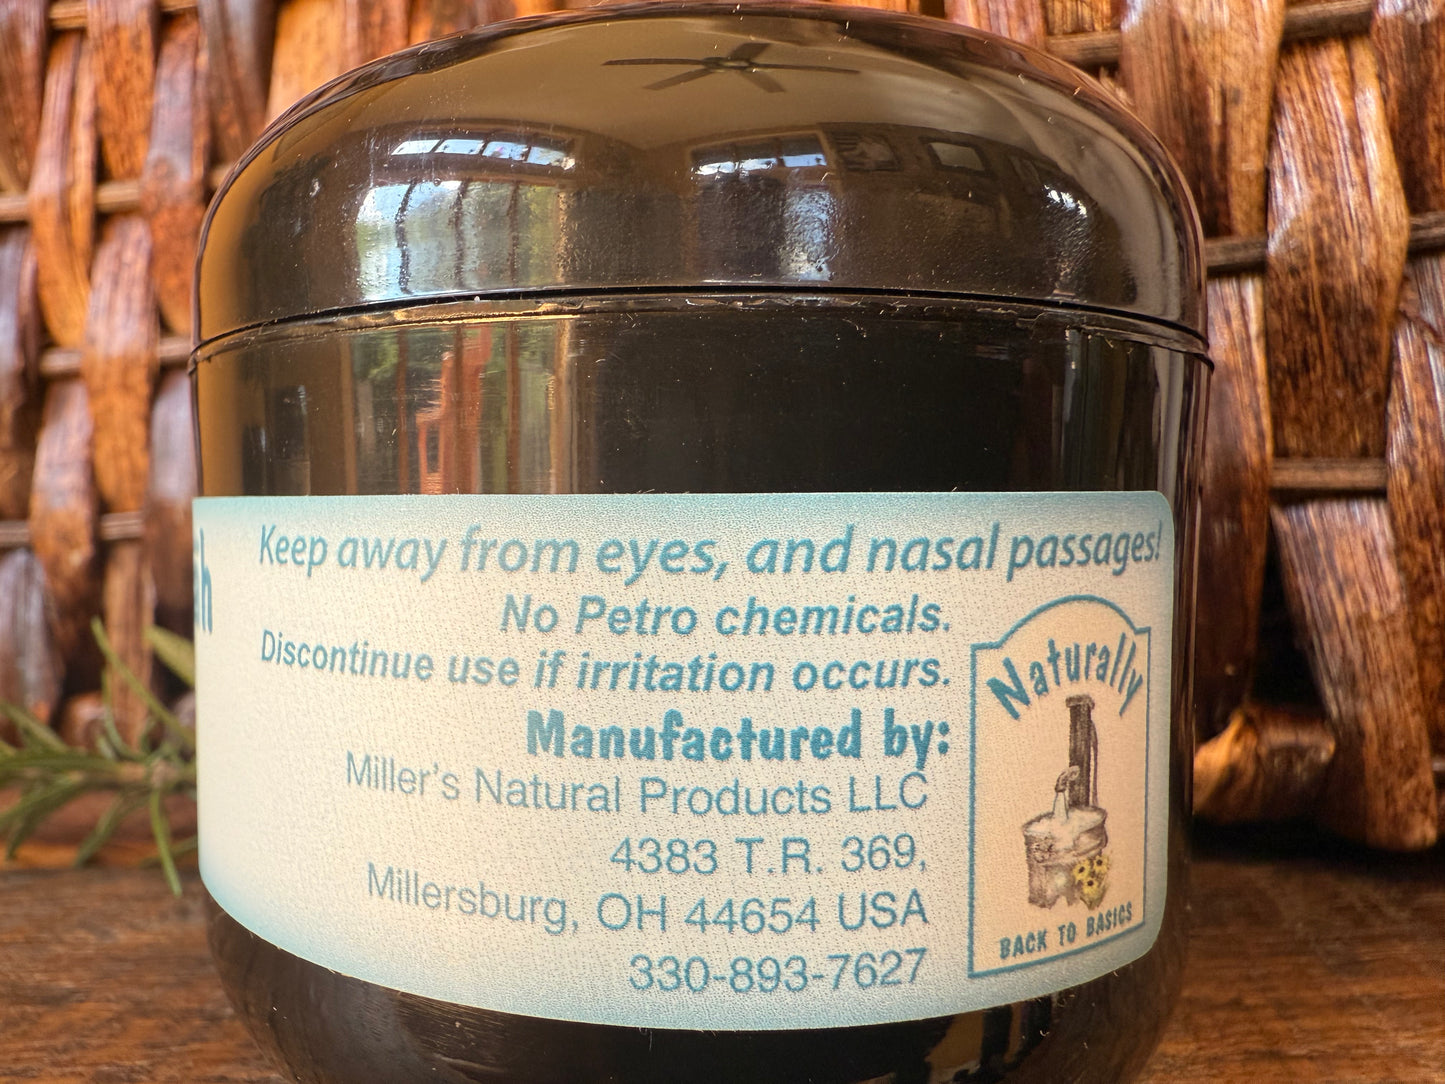 Keep away from eyes, and nasal passages!
No Petro chemicals.
Discontinue use if irritation occurs.
Manufactured by:
Miller's Natural Products LLC
4383 T.R. 369,
Millersburg, OH 44654 USA
330-893-7627
Naturally
BACK TO BASICS